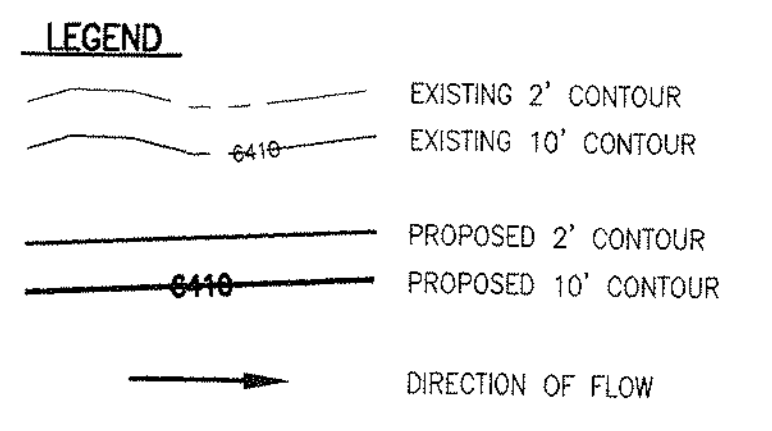 LEGEND
EXISTING 2' CONTOUR
6410 EXISTING 10' CONTOUR
PROPOSED 2' CONTOUR
6410 PROPOSED 10' CONTOUR
DIRECTION OF FLOW